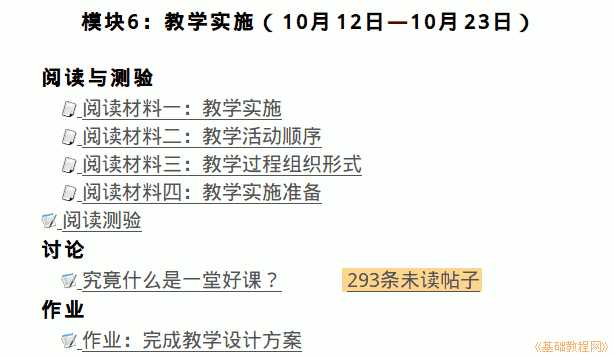 模块6：教学实施（10月12日—10月23日）
阅读与测验
阅读材料一：教学实施
阅读材料二：教学活动顺序
阅读材料三：教学过程组织形式
阅读材料四：教学实施准备
阅读测验
讨论
究竟什么是一堂好课？ 293条未读帖子
作业
作业：完成教学设计方案
《基础教程网》